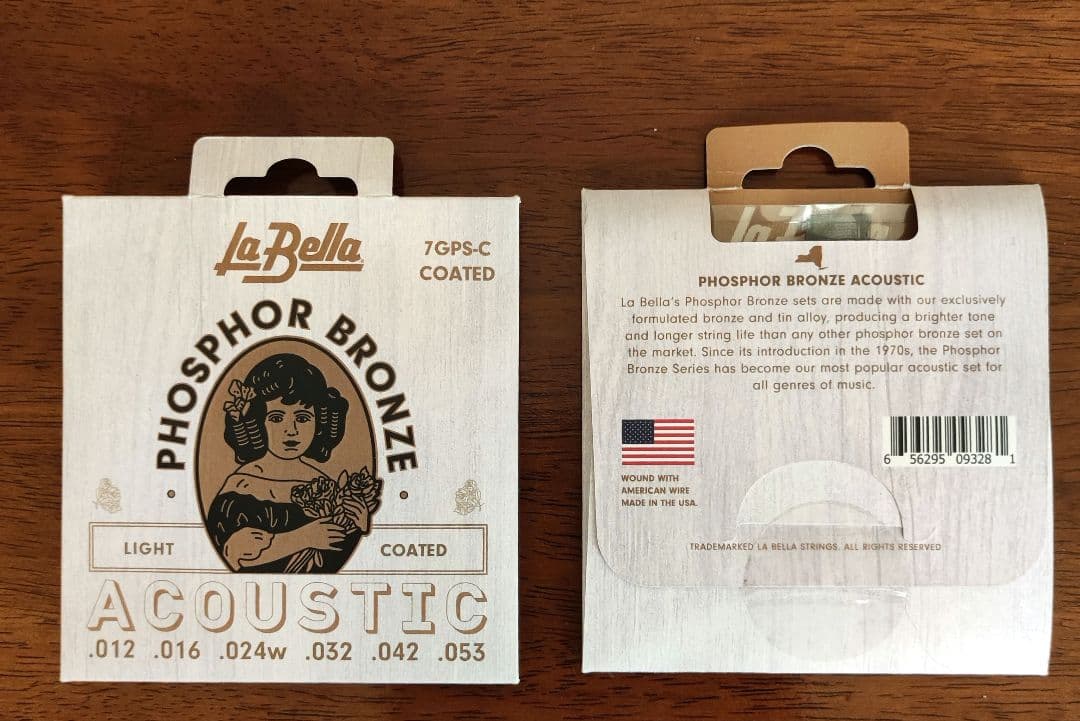 La Bella
7GPS-C
COATED
PHOSPHOR BRONZE
LIGHT
COATED
ACOUSTIC
.012 .016 .024w .032 .042 .053
La Bella
PHOSPHOR BRONZE ACOUSTIC
La Bella's Phosphor Bronze sets are made with our exclusively
formulated bronze and tin alloy, producing a brighter tone
and longer string life than any other phosphor bronze set on
the market. Since its introduction in the 1970s, the Phosphor
Bronze Series has become our most popular acoustic set for
all genres of music.
6 56295 09328 1
WOUND WITH
AMERICAN WIRE
MADE IN THE USA.
TRADEMARKED LA BELLA STRINGS. ALL RIGHTS RESERVED